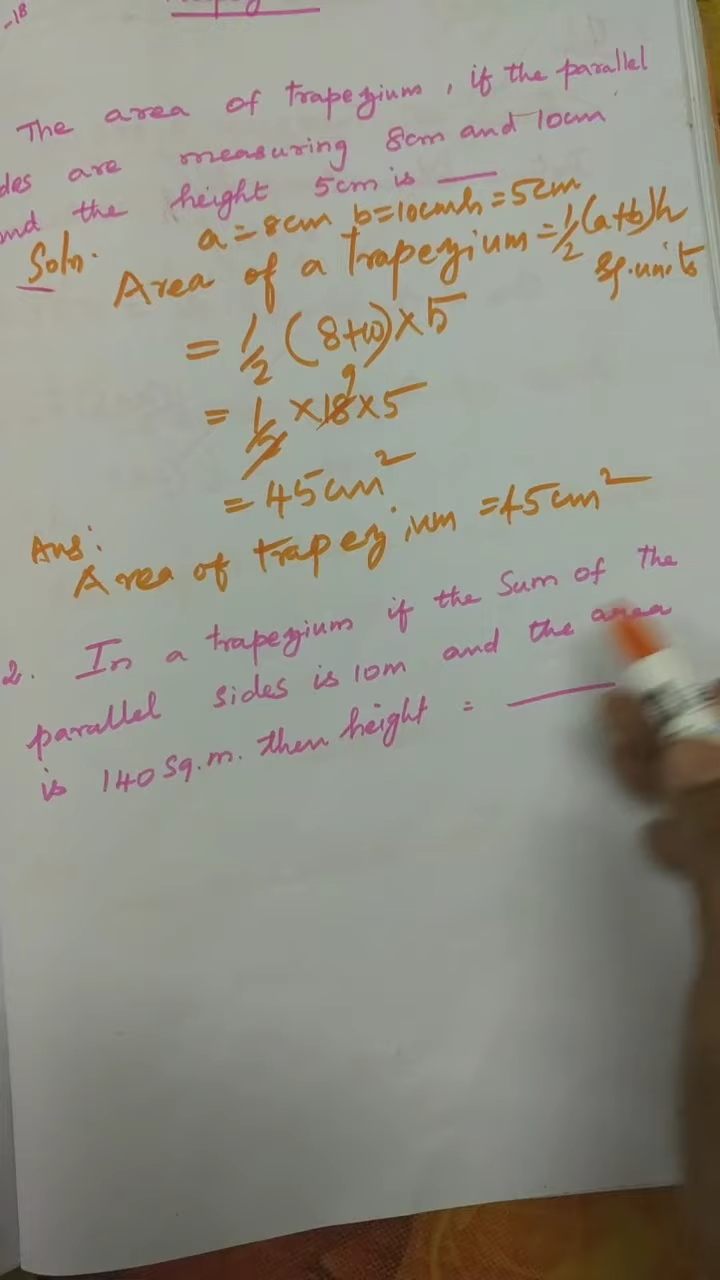 -18
The area of trapezium, if the parallel
des are measuring 8cm and 10cm
nd the height 5cm is ___
Soln. a = 8cm b = 10cm h = 5cm
Area of a trapezium = 1/2 (a+b)h
sq.units
= 1/2 (8+10) × 5
9
= 1/2 × 18 × 5
= 45cm²
Ans:
Area of trapezium = 45cm²
2. In a trapezium if the Sum of The
parallel sides is 10m and the area
is 140 Sq.m. then height = ___